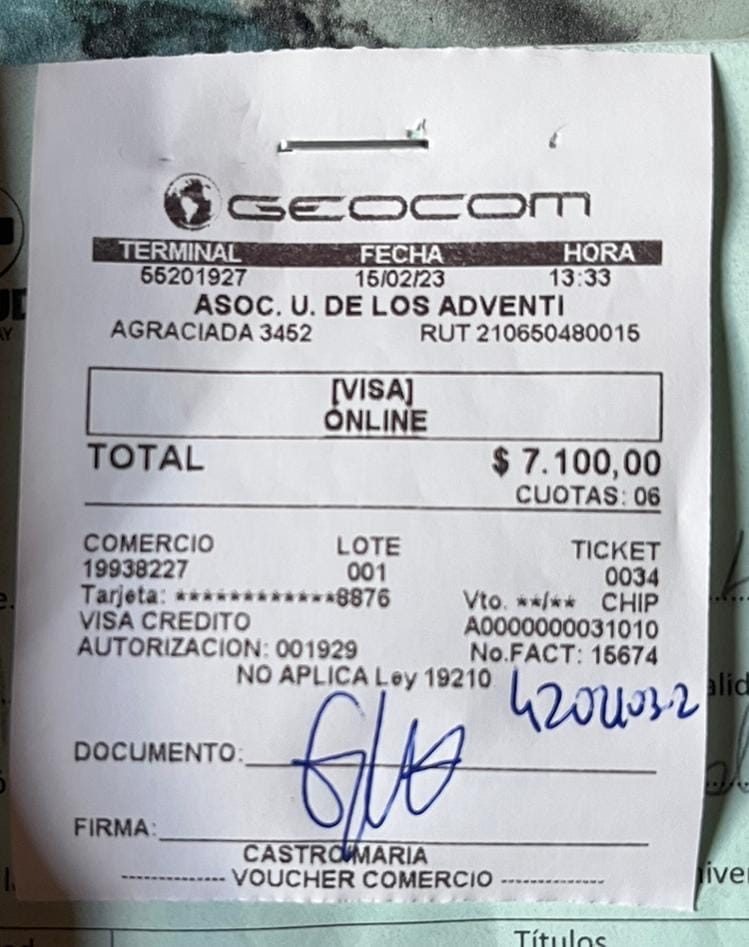 GEOCOM
TERMINAL FECHA HORA
55201927 15/02/23 13:33
ASOC. U. DE LOS ADVENTI
AGRACIADA 3452 RUT 210650480015
[VISA]
ONLINE
TOTAL $ 7.100,00
CUOTAS: 06
COMERCIO LOTE TICKET
19938227 001 0034
Tarjeta: ************8876 Vto. **/** CHIP
VISA CREDITO A0000000031010
AUTORIZACION: 001929 No.FACT: 15674
NO APLICA Ley 19210
DOCUMENTO:
FIRMA:
CASTRO MARIA
------------- VOUCHER COMERCIO -------------
Títulos